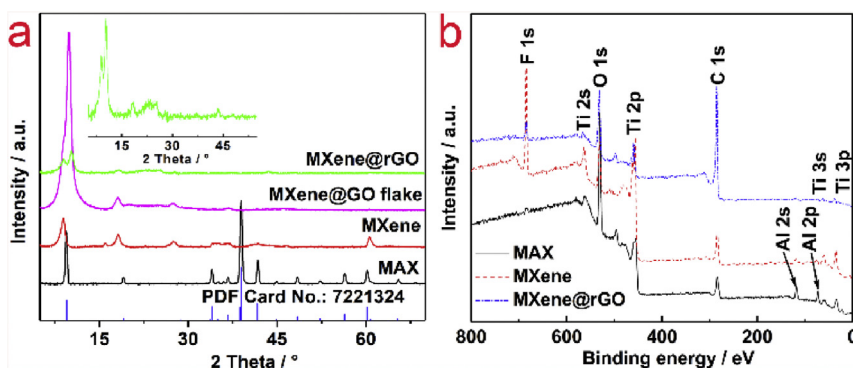 a
Intensity / a.u.
15 30 45
2 Theta / °
MXene@rGO
MXene@GO flake
MXene
MAX
PDF Card No.: 7221324
15 30 45 60
2 Theta / °
b
Intensity / a.u.
F 1s
Ti 2s
O 1s
Ti 2p
C 1s
Al 2s
Al 2p
Ti 3s
Ti 3p
MAX
MXene
MXene@rGO
800 600 400 200 0
Binding energy / eV